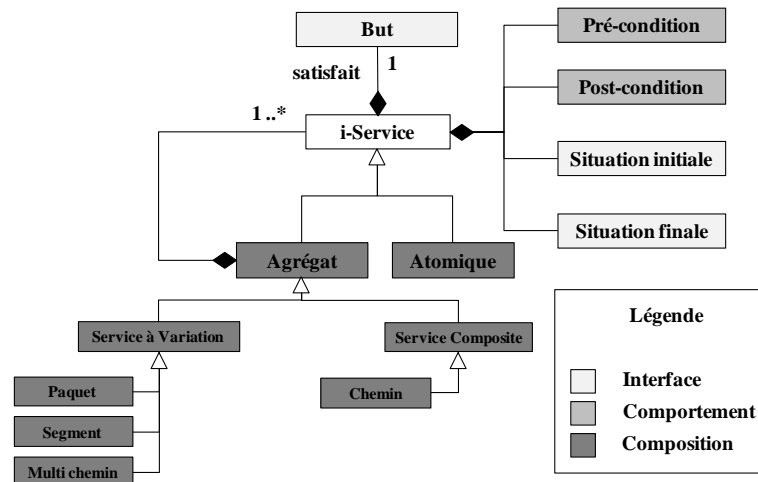 But
Pré-condition
satisfait
1
Post-condition
1 ..*
i-Service
Situation initiale
Situation finale
Agrégat
Atomique
Service à Variation
Service Composite
Paquet
Chemin
Segment
Multi chemin
Légende
Interface
Comportement
Composition